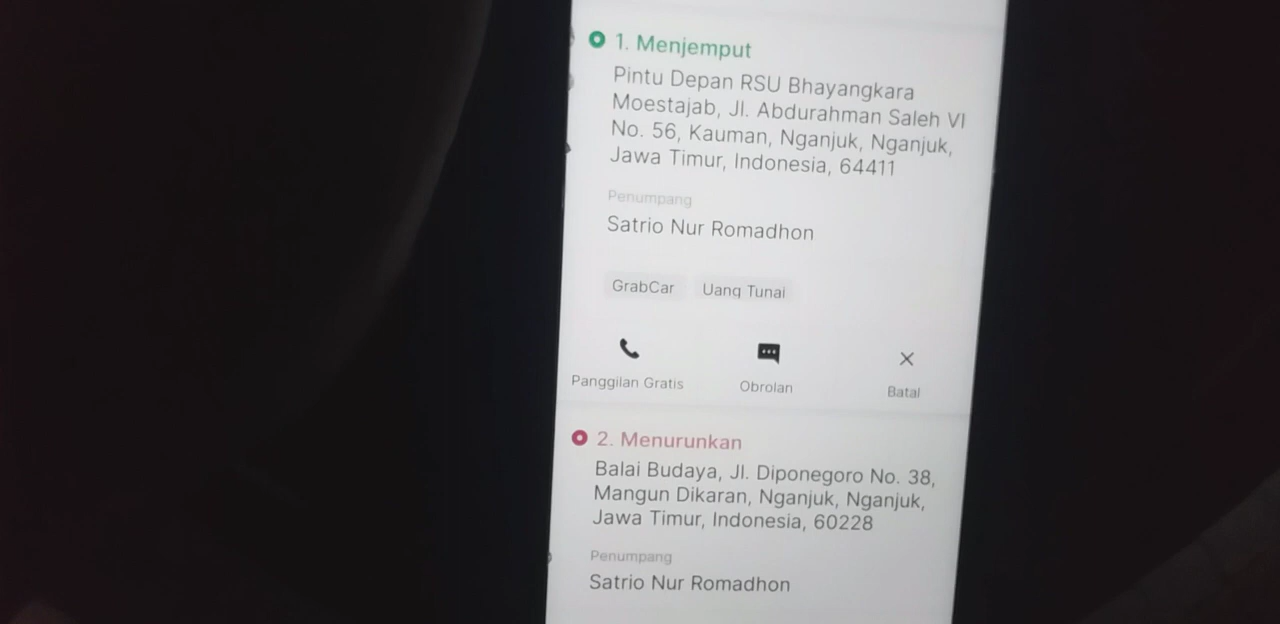 1. Menjemput
Pintu Depan RSU Bhayangkara
Moestajab, Jl. Abdurahman Saleh VI
No. 56, Kauman, Nganjuk, Nganjuk,
Jawa Timur, Indonesia, 64411
Penumpang
Satrio Nur Romadhon
GrabCar Uang Tunai
Panggilan Gratis Obrolan Batal
2. Menurunkan
Balai Budaya, Jl. Diponegoro No. 38,
Mangun Dikaran, Nganjuk, Nganjuk,
Jawa Timur, Indonesia, 60228
Penumpang
Satrio Nur Romadhon